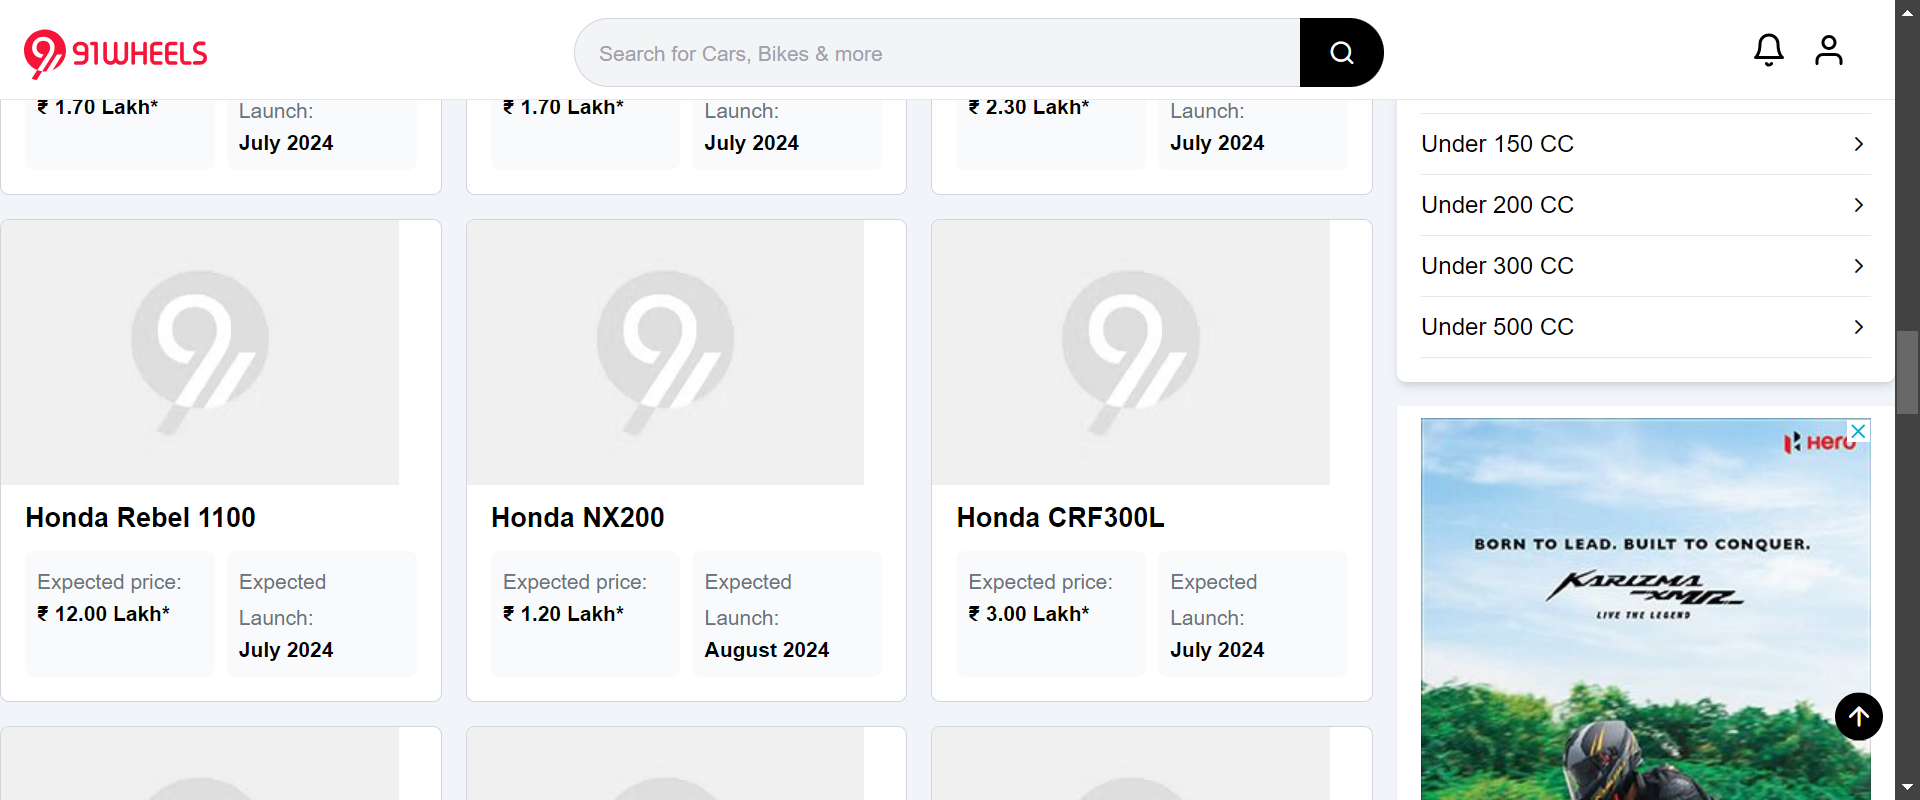 91WHEELS
Search for Cars, Bikes & more
₹ 1.70 Lakh*
Launch:
July 2024
₹ 1.70 Lakh*
Launch:
July 2024
₹ 2.30 Lakh*
Launch:
July 2024
Honda Rebel 1100
Expected price:
₹ 12.00 Lakh*
Expected
Launch:
July 2024
Honda NX200
Expected price:
₹ 1.20 Lakh*
Expected
Launch:
August 2024
Honda CRF300L
Expected price:
₹ 3.00 Lakh*
Expected
Launch:
July 2024
Under 150 CC
Under 200 CC
Under 300 CC
Under 500 CC
Hero
BORN TO LEAD. BUILT TO CONQUER.
KARIZMA
XMR
LIVE THE LEGEND